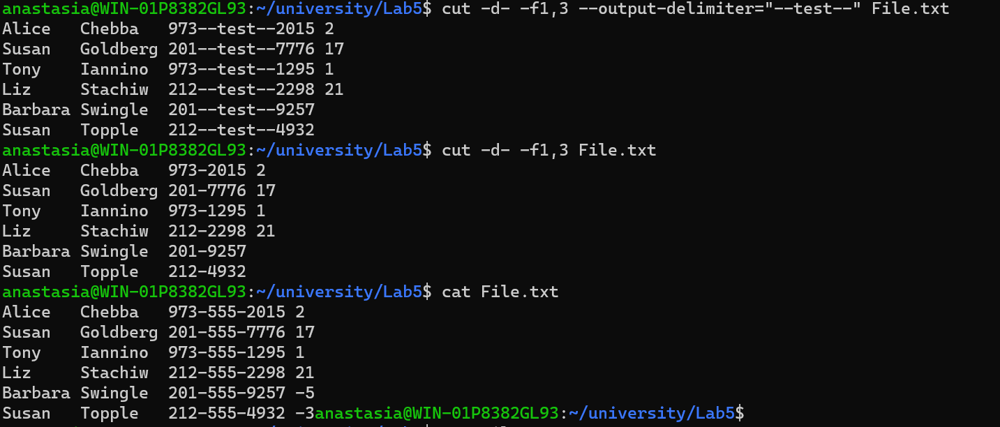 anastasia@WIN-01P8382GL93:~/university/Lab5$ cut -d- -f1,3 --output-delimiter="--test--" File.txt
Alice   Chebba   973--test--2015 2
Susan   Goldberg 201--test--7776 17
Tony    Iannino  973--test--1295 1
Liz     Stachiw  212--test--2298 21
Barbara Swingle  201--test--9257
Susan   Topple   212--test--4932
anastasia@WIN-01P8382GL93:~/university/Lab5$ cut -d- -f1,3 File.txt
Alice   Chebba   973-2015 2
Susan   Goldberg 201-7776 17
Tony    Iannino  973-1295 1
Liz     Stachiw  212-2298 21
Barbara Swingle  201-9257
Susan   Topple   212-4932
anastasia@WIN-01P8382GL93:~/university/Lab5$ cat File.txt
Alice   Chebba   973-555-2015 2
Susan   Goldberg 201-555-7776 17
Tony    Iannino  973-555-1295 1
Liz     Stachiw  212-555-2298 21
Barbara Swingle  201-555-9257 -5
Susan   Topple   212-555-4932 -3anastasia@WIN-01P8382GL93:~/university/Lab5$